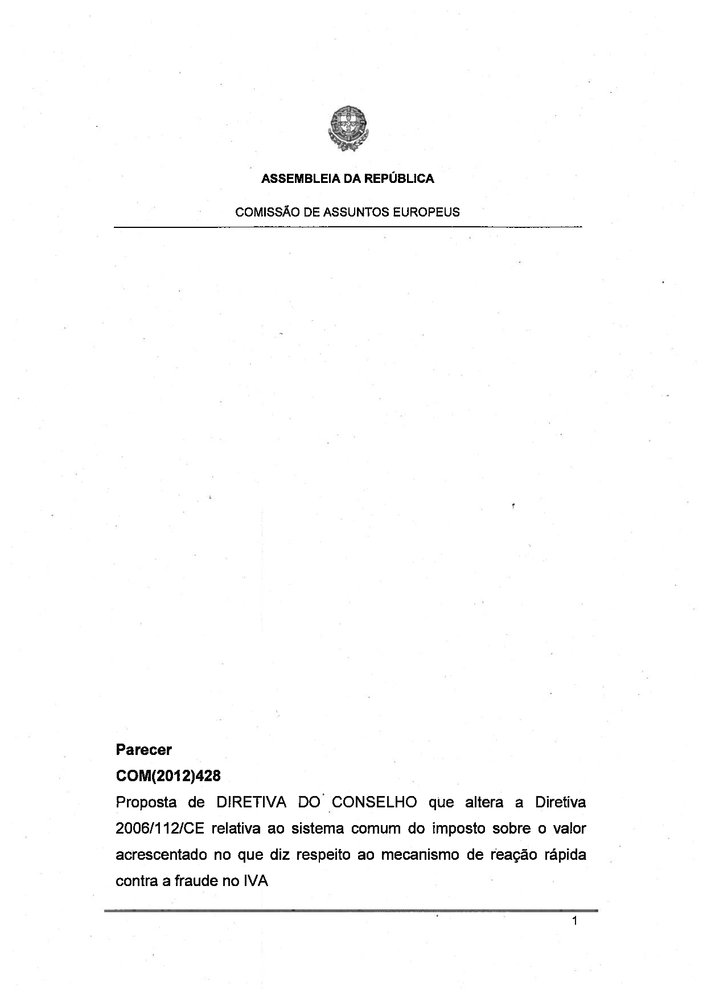 ASSEMBLEIA DA REPÚBLICA
COMISSÃO DE ASSUNTOS EUROPEUS
Parecer
COM(2012)428
Proposta de DIRETIVA DO CONSELHO que altera a Diretiva
2006/112/CE relativa ao sistema comum do imposto sobre o valor
acrescentado no que diz respeito ao mecanismo de reação rápida
contra a fraude no IVA
1